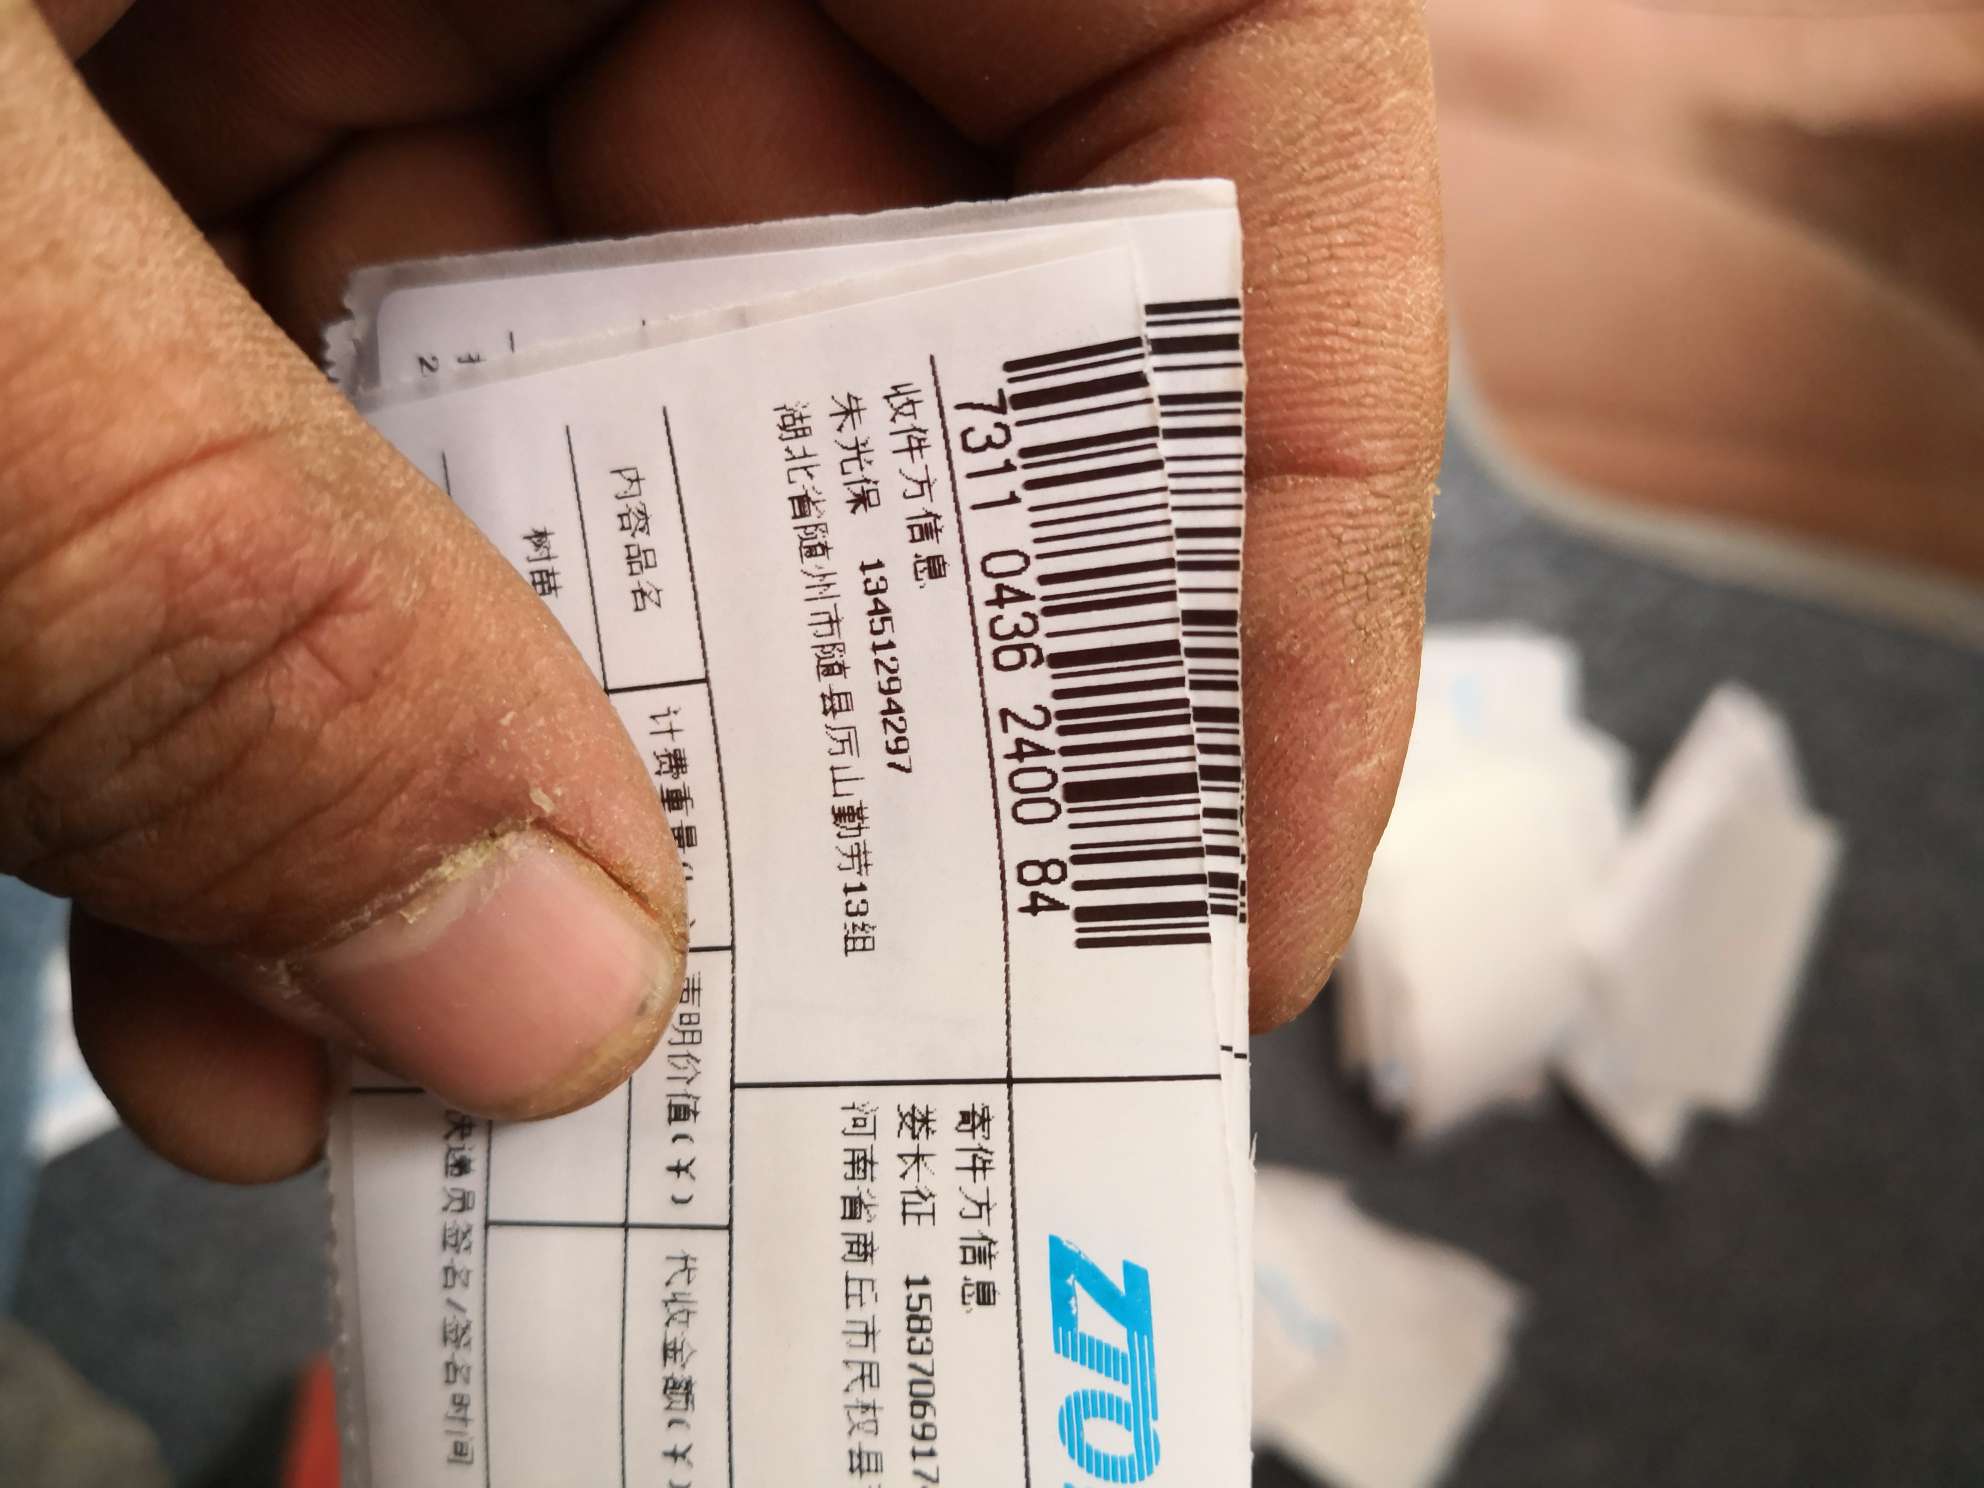 7311 0436 2400 84
收件方信息
朱光保 13451294297
湖北省随州市随县厉山勤劳13组
内容品名
计费重量
声明价值(¥)
代收金额(¥)
树苗
快递员签名/签名时间
ZTO
寄件方信息
娄长征 15837069174
河南省商丘市民权县
2